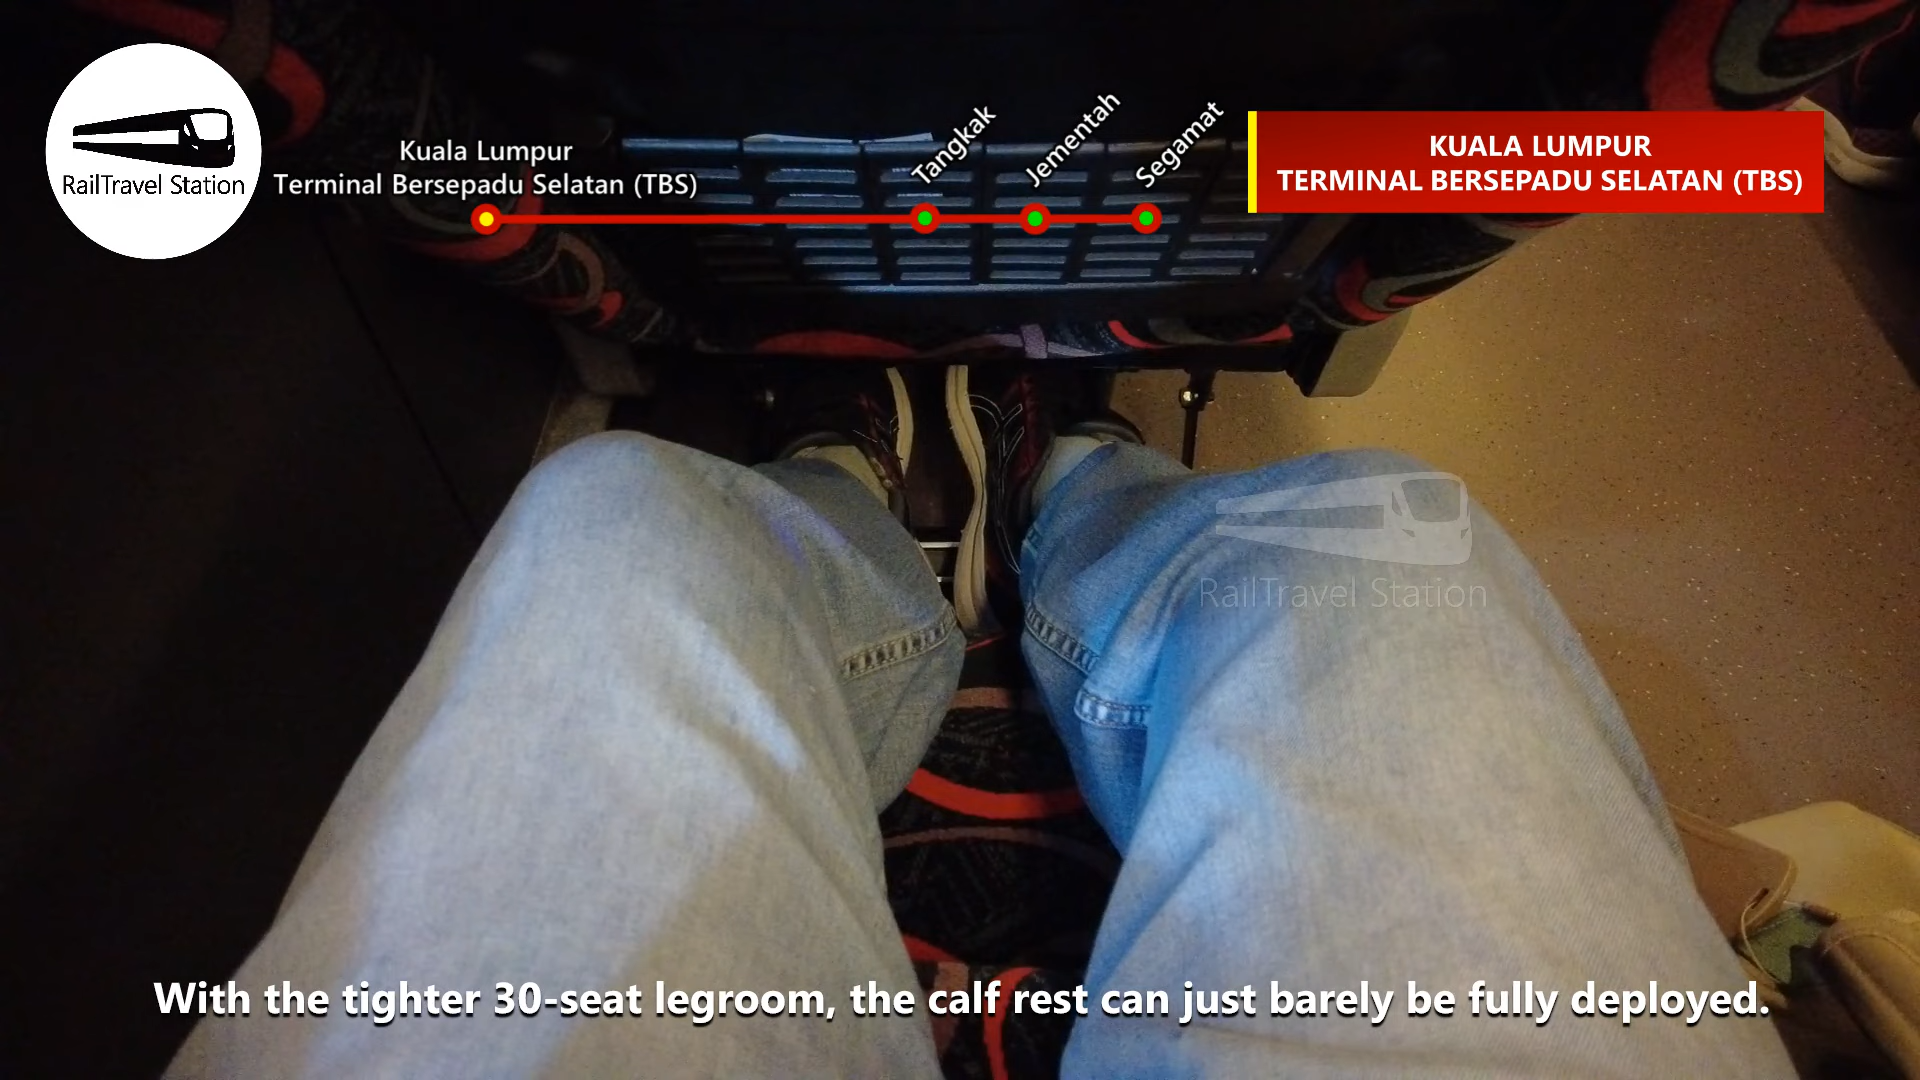 RailTravel Station
Kuala Lumpur
Terminal Bersepadu Selatan (TBS)
Tangkak
Jementah
Segamat
KUALA LUMPUR
TERMINAL BERSEPADU SELATAN (TBS)
RailTravel Station
With the tighter 30-seat legroom, the calf rest can just barely be fully deployed.